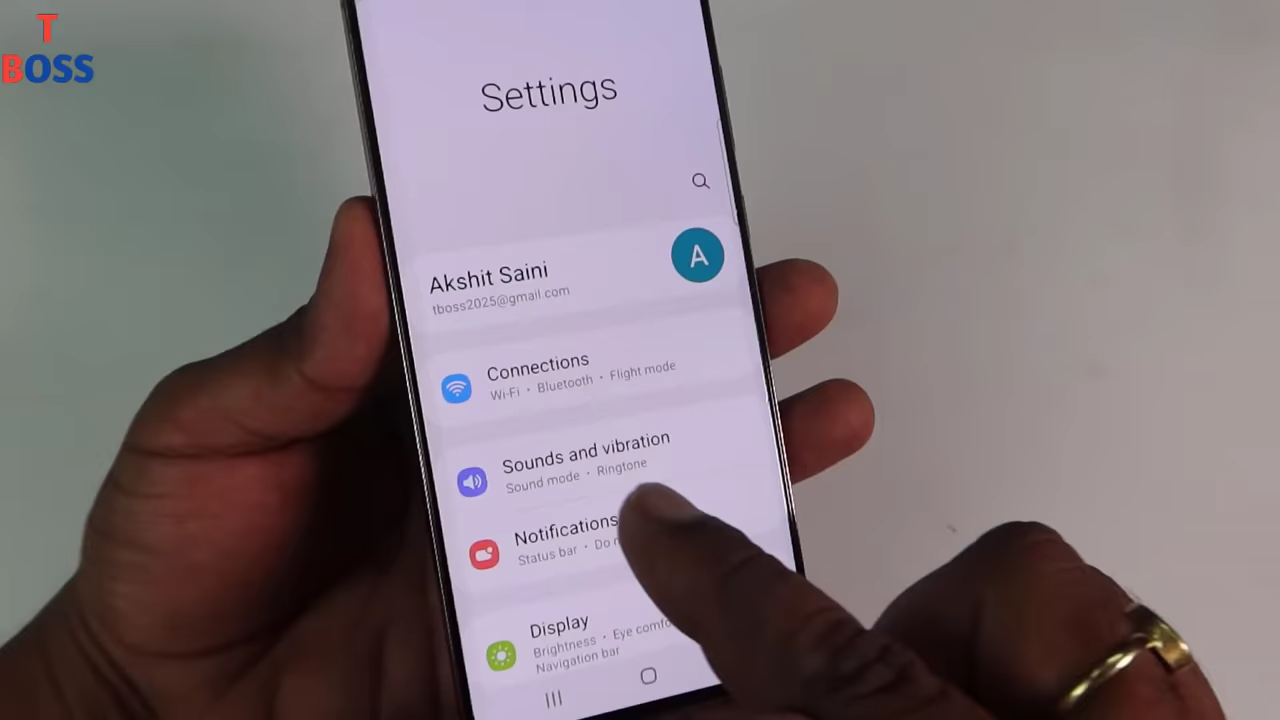 T
BOSS
Settings
Akshit Saini
A
tboss2025@gmail.com
Connections
Wi-Fi • Bluetooth • Flight mode
Sounds and vibration
Sound mode • Ringtone
Notifications
Status bar • Do
Display
Brightness • Eye comfo
Navigation bar